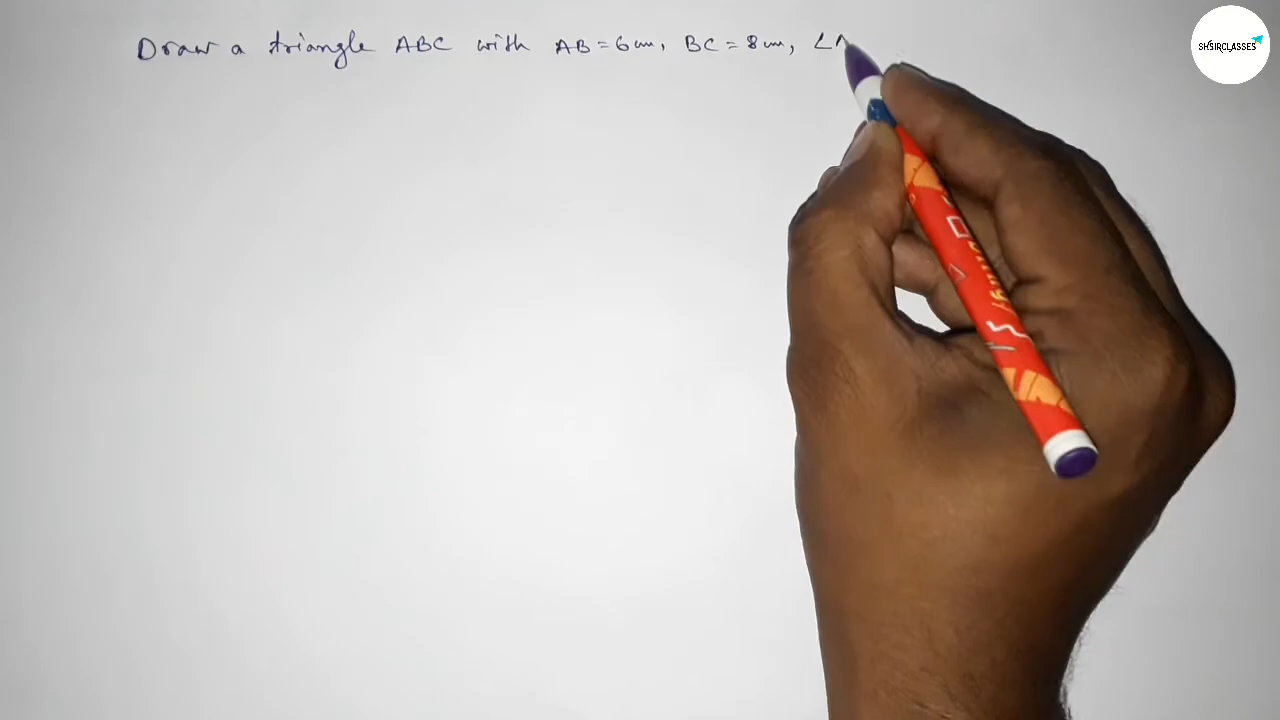 Draw a triangle ABC with AB = 6cm, BC = 8cm, ∠A
SHSIRCLASSES